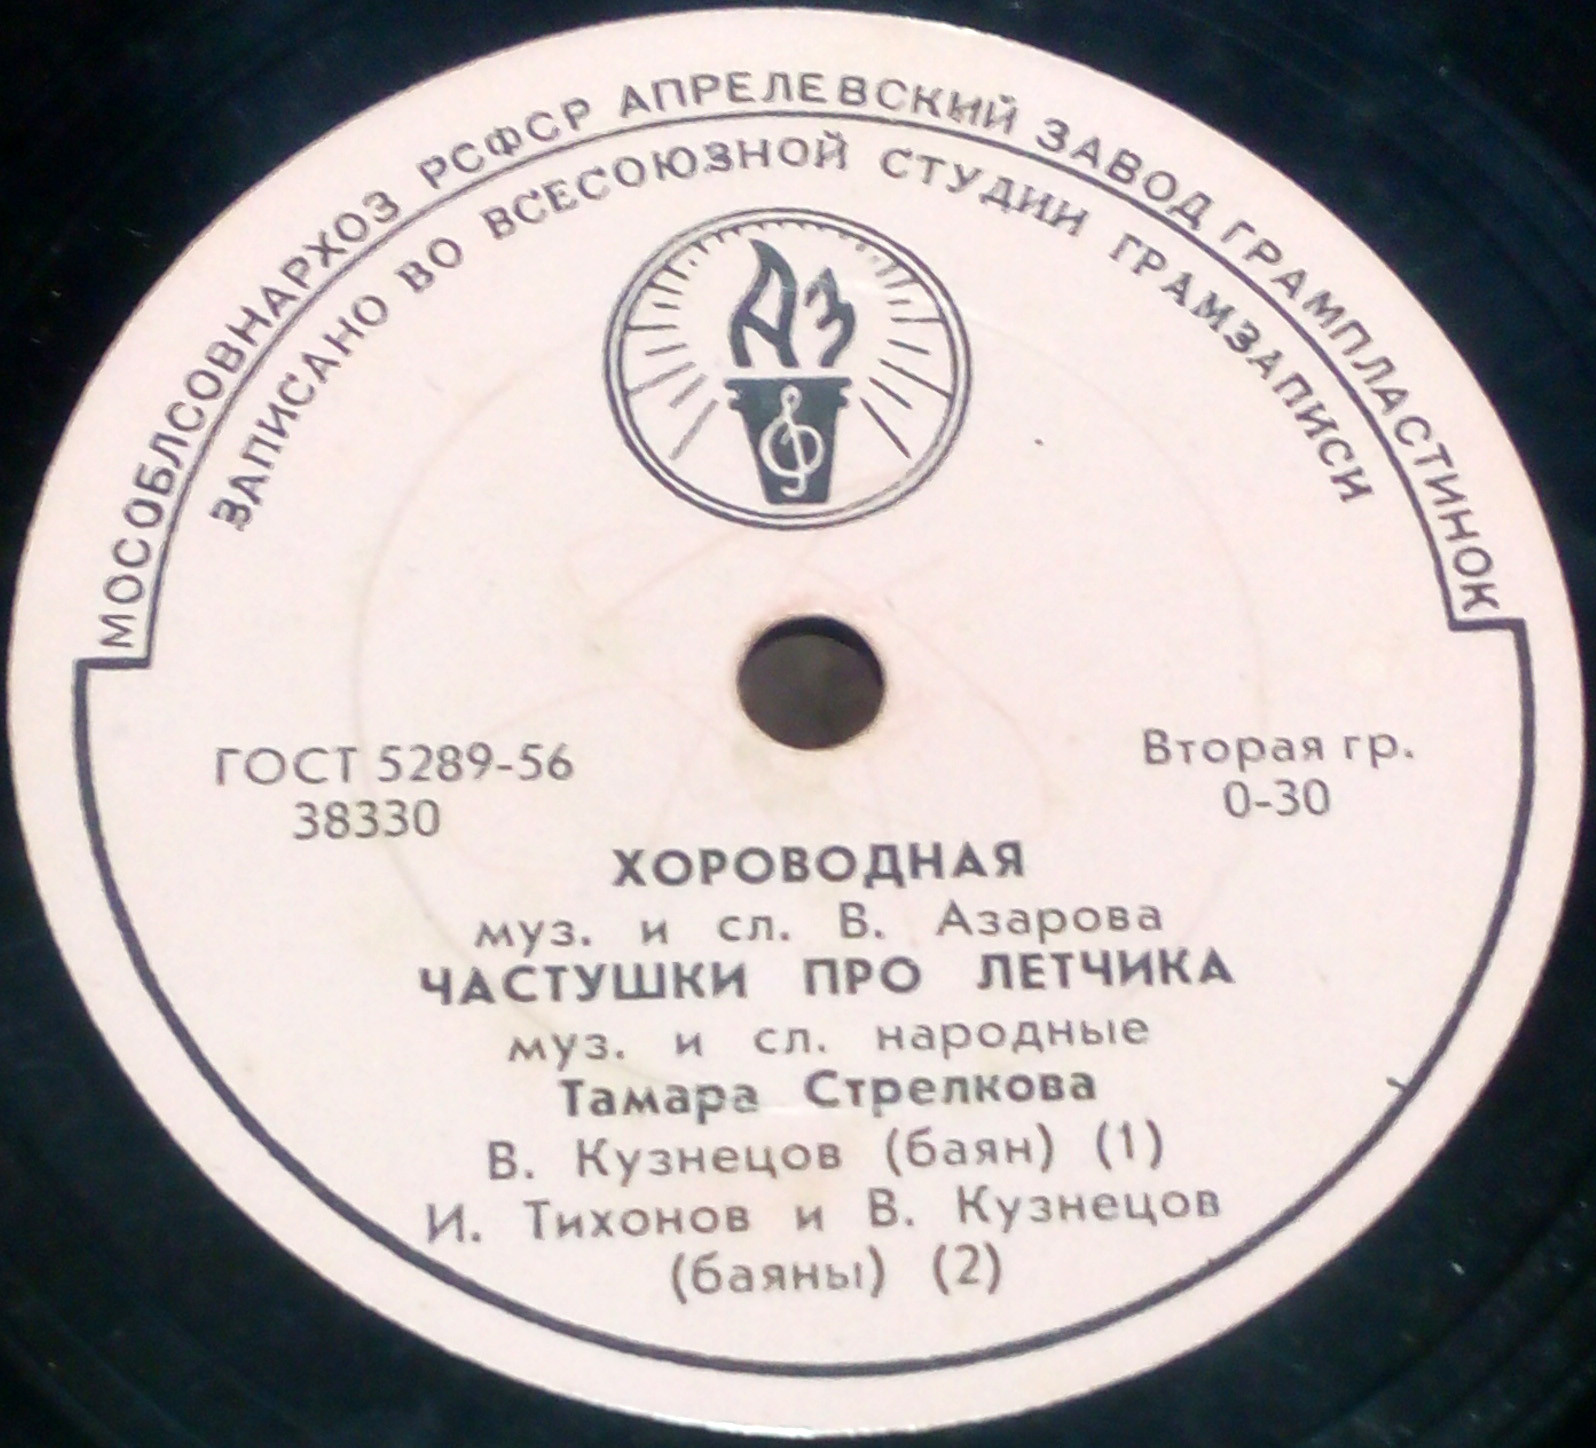 МОСОБЛСОВНАРХОЗ РСФСР АПРЕЛЕВСКИЙ ЗАВОД ГРАМПЛАСТИНОК
ЗАПИСАНО ВО ВСЕСОЮЗНОЙ СТУДИИ ГРАМЗАПИСИ
АЗ
ГОСТ 5289-56
38330
Вторая гр.
0-30
ХОРОВОДНАЯ
муз. и сл. В. Азарова
ЧАСТУШКИ ПРО ЛЕТЧИКА
муз. и сл. народные
Тамара Стрелкова
В. Кузнецов (баян) (1)
И. Тихонов и В. Кузнецов
(баяны) (2)